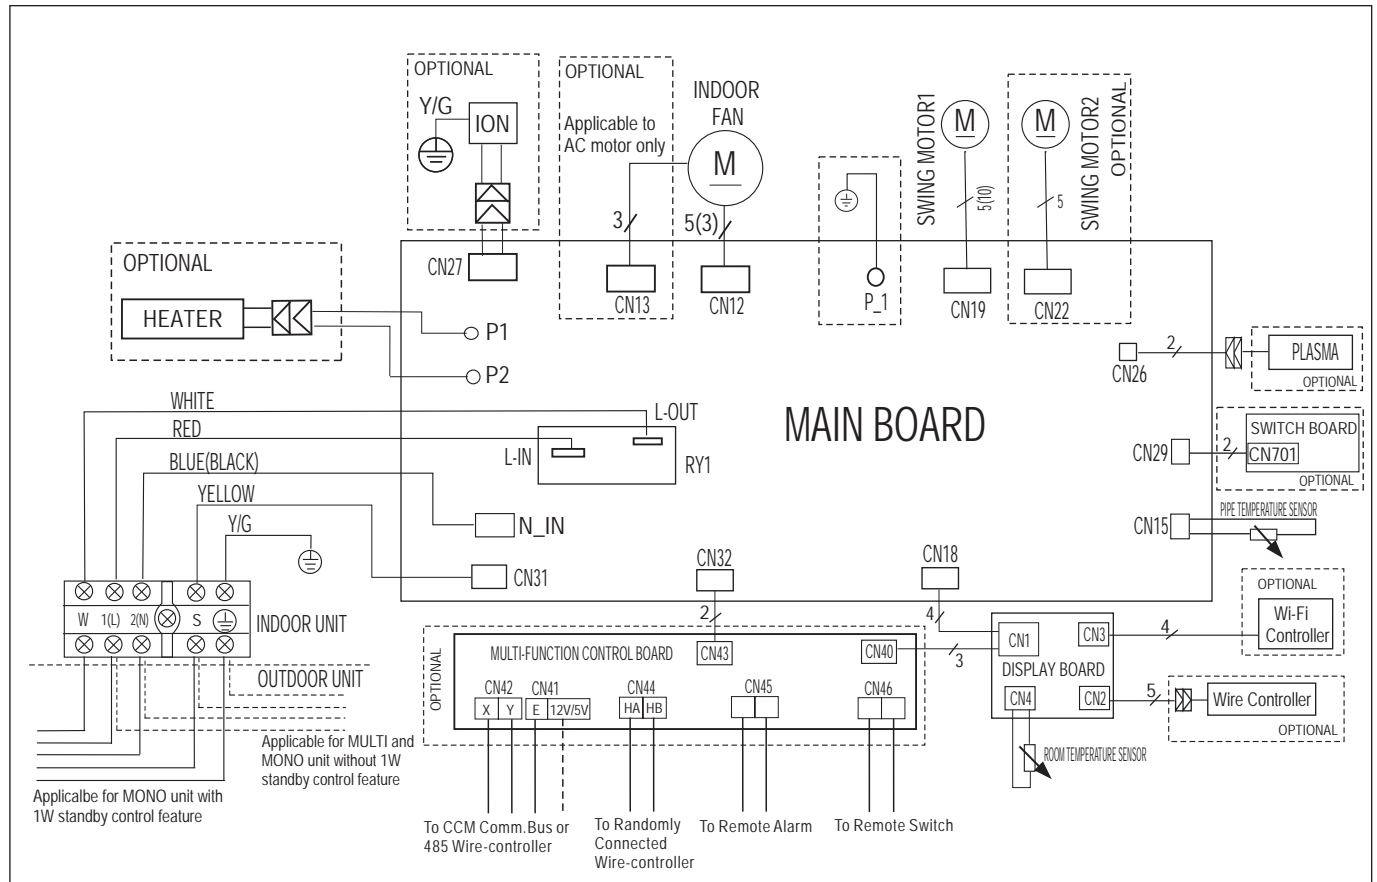 OPTIONAL
Y/G
ION
CN27
OPTIONAL
Applicable to
AC motor only
3
CN13
INDOOR
FAN
M
5(3)
CN12
P_1
SWING MOTOR1
M
5(10)
CN19
M
5
SWING MOTOR2
OPTIONAL
CN22
OPTIONAL
HEATER
P1
P2
MAIN BOARD
2
CN26
PLASMA
OPTIONAL
WHITE
RED
BLUE(BLACK)
YELLOW
Y/G
L-OUT
L-IN
RY1
N_IN
CN31
CN29
2
SWITCH BOARD
CN701
OPTIONAL
CN15
PIPE TEMPERATURE SENSOR
CN32
CN18
W
1(L)
2(N)
S
INDOOR UNIT
OUTDOOR UNIT
Applicable for MULTI and
MONO unit without 1W
standby control feature
Applicalbe for MONO unit with
1W standby control feature
2
4
OPTIONAL
MULTI-FUNCTION CONTROL BOARD
CN43
CN40
3
CN42
CN41
CN44
CN45
CN46
X
Y
E
12V/5V
HA
HB
To CCM Comm.Bus or
485 Wire-controller
To Randomly
Connected
Wire-controller
To Remote Alarm
To Remote Switch
CN1
CN3
DISPLAY BOARD
CN4
CN2
ROOM TEMPERATURE SENSOR
4
OPTIONAL
Wi-Fi
Controller
5
Wire Controller
OPTIONAL